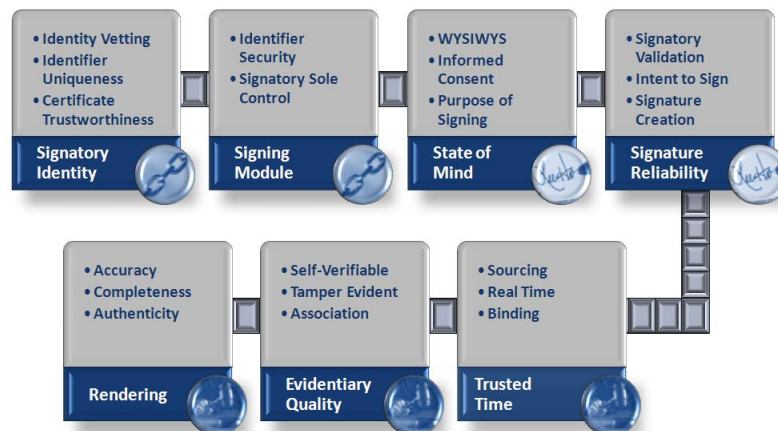 • Identity Vetting
• Identifier
Uniqueness
• Certificate
Trustworthiness
Signatory
Identity
• Identifier
Security
• Signatory Sole
Control
Signing
Module
• WYSIWYS
• Informed
Consent
• Purpose of
Signing
State of
Mind
• Signatory
Validation
• Intent to Sign
• Signature
Creation
Signature
Reliability
• Accuracy
• Completeness
• Authenticity
Rendering
• Self-Verifiable
• Tamper Evident
• Association
Evidentiary
Quality
• Sourcing
• Real Time
• Binding
Trusted
Time